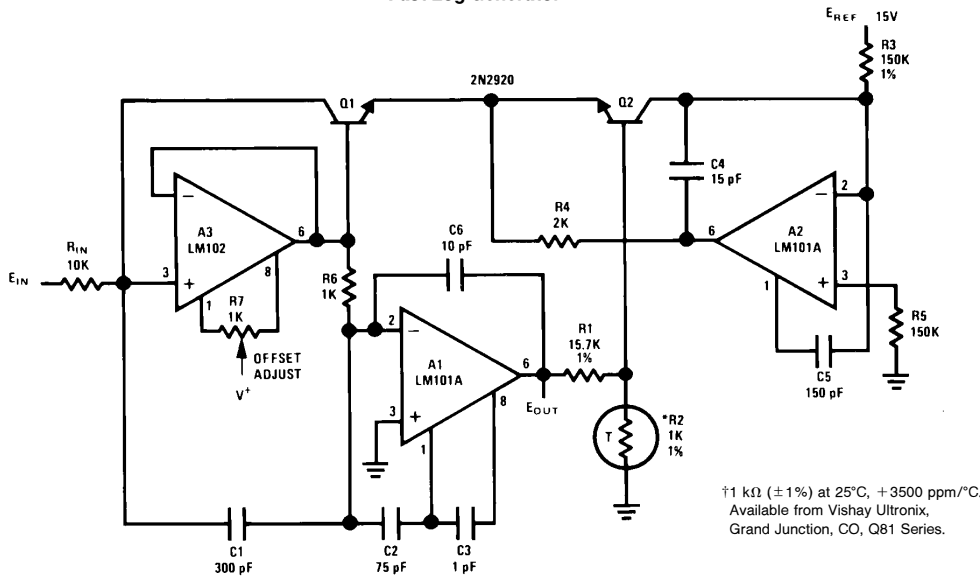 EREF 15V
R3
150K
1%
2N2920
Q1
Q2
C4
15 pF
−
2
A3
LM102
6
3
+
1
8
R7
1K
OFFSET
ADJUST
V+
RIN
10K
EIN
R4
2K
6
A2
LM101A
+
3
1
R5
150K
C5
150 pF
C6
10 pF
R6
1K
2
−
A1
LM101A
6
8
3
+
1
R1
15.7K
1%
EOUT
T
*R2
1K
1%
C1
300 pF
C2
75 pF
C3
1 pF
†1 kΩ (±1%) at 25°C, +3500 ppm/°C.
Available from Vishay Ultronix,
Grand Junction, CO, Q81 Series.